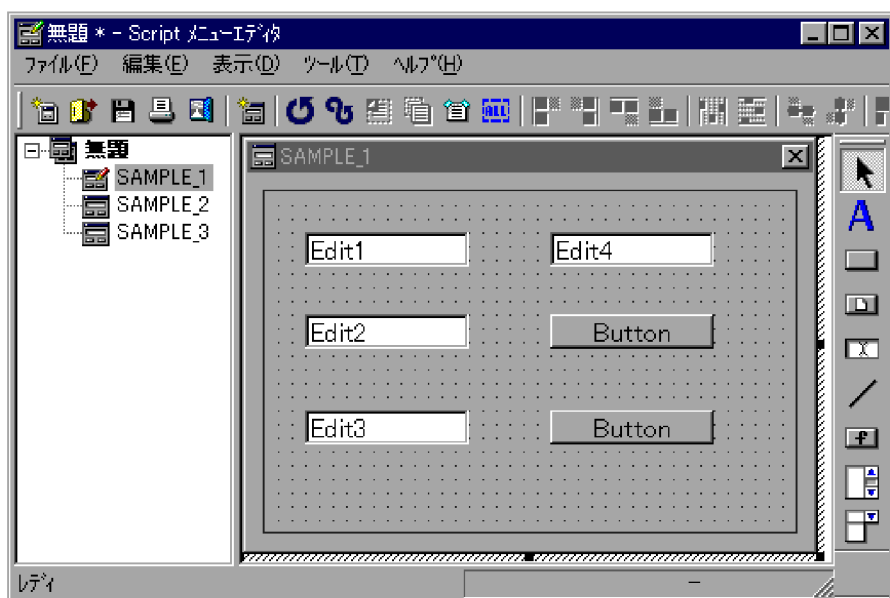 無題 * - Script ﾒﾆｭｰｴﾃﾞｨﾀ
ﾌｧｲﾙ(F) 編集(E) 表示(D) ﾂｰﾙ(T) ﾍﾙﾌﾟ(H)
ALL
無題
SAMPLE_1
SAMPLE_2
SAMPLE_3
SAMPLE_1
Edit1 Edit4
Edit2 Button
Edit3 Button
A
f
ﾚﾃﾞｨ